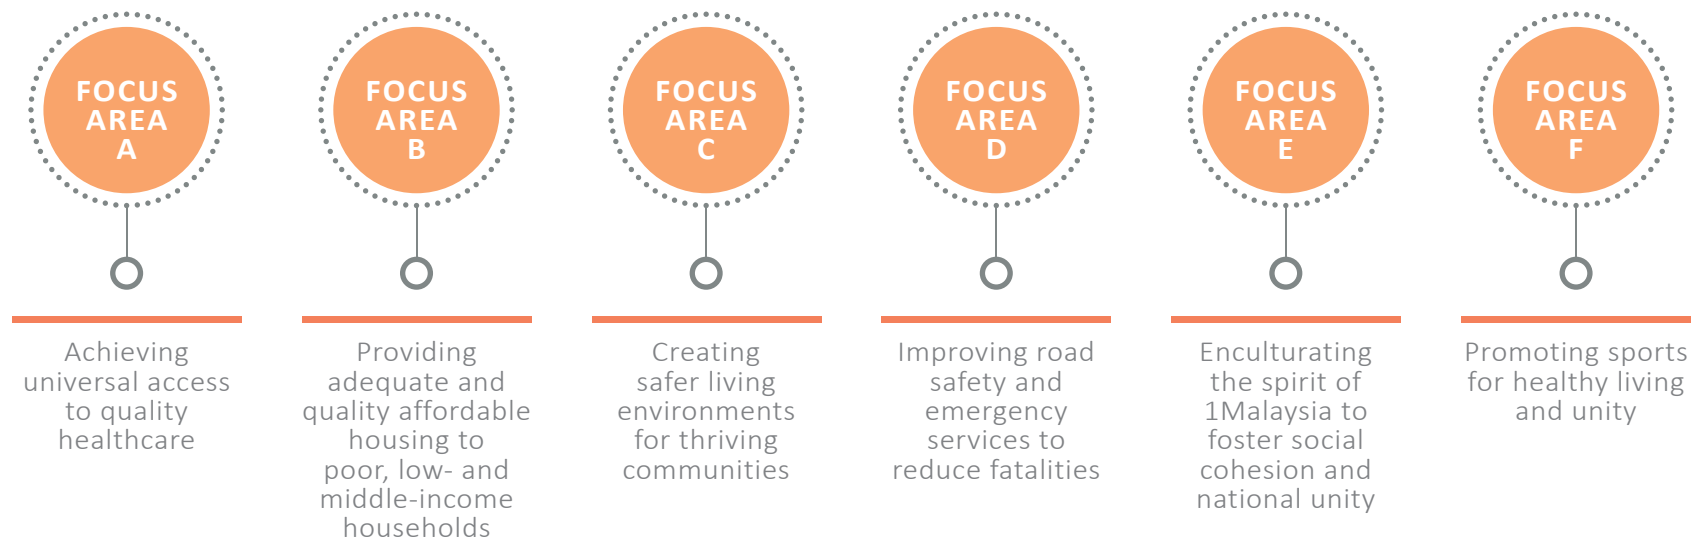 FOCUS
AREA
A
Achieving
universal access
to quality
healthcare
FOCUS
AREA
B
Providing
adequate and
quality affordable
housing to
poor, low- and
middle-income
households
FOCUS
AREA
C
Creating
safer living
environments
for thriving
communities
FOCUS
AREA
D
Improving road
safety and
emergency
services to
reduce fatalities
FOCUS
AREA
E
Enculturating
the spirit of
1Malaysia to
foster social
cohesion and
national unity
FOCUS
AREA
F
Promoting sports
for healthy living
and unity